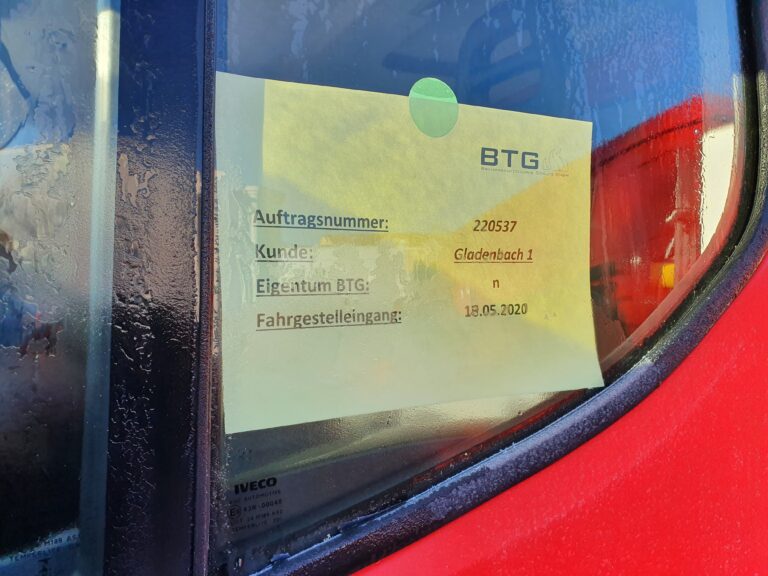 BTG
Auftragsnummer: 220537
Kunde: Gladenbach 1
Eigentum BTG: n
Fahrgestelleingang: 18.05.2020
IVECO